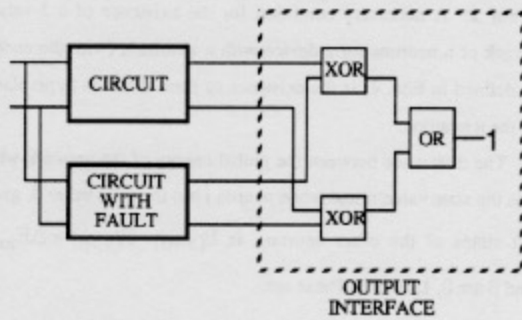 CIRCUIT
XOR
OR
1
CIRCUIT
WITH
FAULT
XOR
OUTPUT
INTERFACE